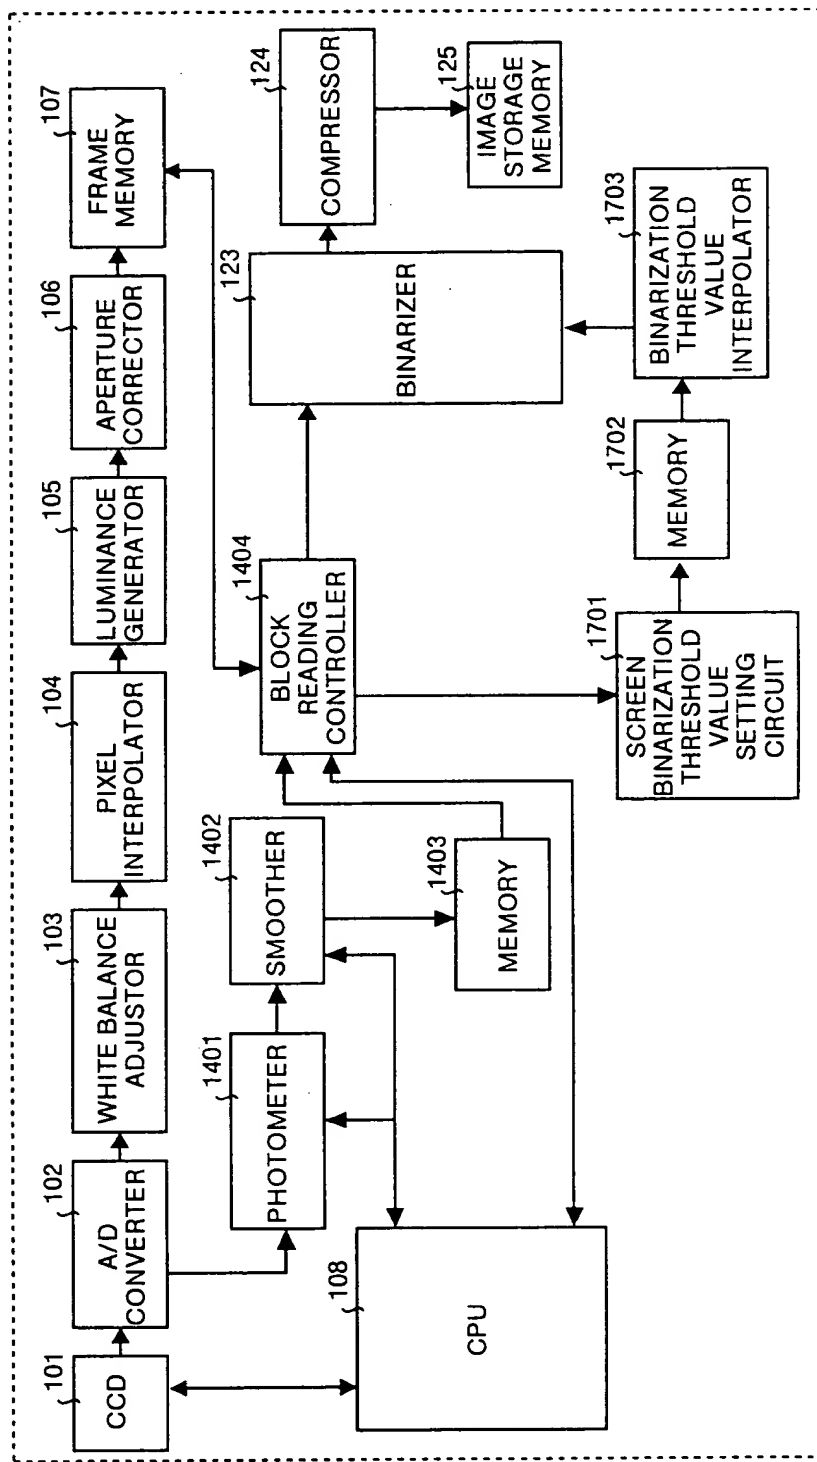 101
CCD
102
A/D
CONVERTER
103
WHITE BALANCE
ADJUSTOR
104
PIXEL
INTERPOLATOR
105
LUMINANCE
GENERATOR
106
APERTURE
CORRECTOR
107
FRAME
MEMORY
108
CPU
1401
PHOTOMETER
1402
SMOOTHER
1403
MEMORY
1404
BLOCK
READING
CONTROLLER
123
BINARIZER
124
COMPRESSOR
125
IMAGE
STORAGE
MEMORY
1701
SCREEN
BINARIZATION
THRESHOLD
VALUE
SETTING
CIRCUIT
1702
MEMORY
1703
BINARIZATION
THRESHOLD
VALUE
INTERPOLATOR